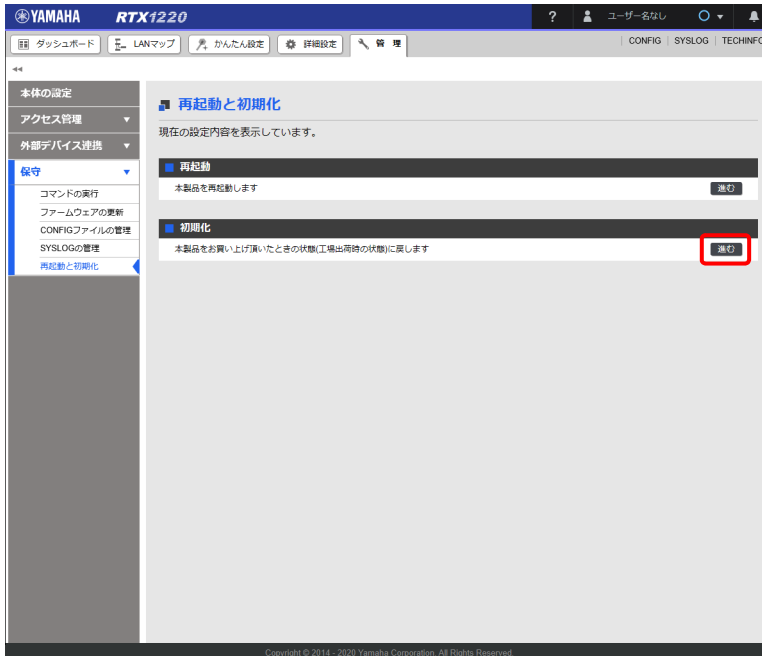 YAMAHA RTX1220 ? ユーザー名なし
ダッシュボード LANマップ かんたん設定 詳細設定 管理 CONFIG SYSLOG TECHINFO
本体の設定
アクセス管理
外部デバイス連携
保守
コマンドの実行
ファームウェアの更新
CONFIGファイルの管理
SYSLOGの管理
再起動と初期化
再起動と初期化
現在の設定内容を表示しています。
再起動
本製品を再起動します 進む
初期化
本製品をお買い上げ頂いたときの状態(工場出荷時の状態)に戻します 進む
Copyright © 2014 - 2020 Yamaha Corporation. All Rights Reserved.